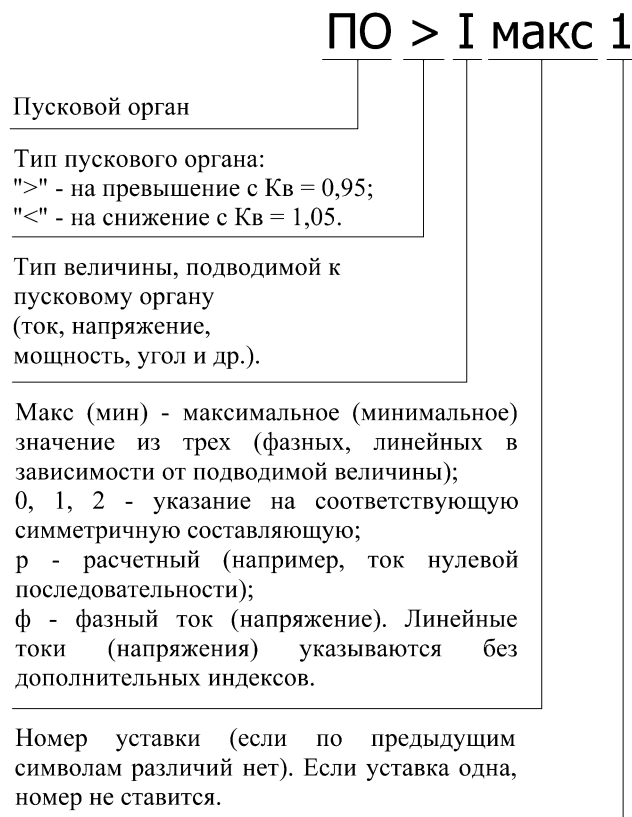 ПО > I макс 1
Пусковой орган
Тип пускового органа:
">" - на превышение с Кв = 0,95;
"<" - на снижение с Кв = 1,05.
Тип величины, подводимой к
пусковому органу
(ток, напряжение,
мощность, угол и др.).
Макс (мин) - максимальное (минимальное)
значение из трех (фазных, линейных в
зависимости от подводимой величины);
0, 1, 2 - указание на соответствующую
симметричную составляющую;
р - расчетный (например, ток нулевой
последовательности);
ф - фазный ток (напряжение). Линейные
токи (напряжения) указываются без
дополнительных индексов.
Номер уставки (если по предыдущим
символам различий нет). Если уставка одна,
номер не ставится.